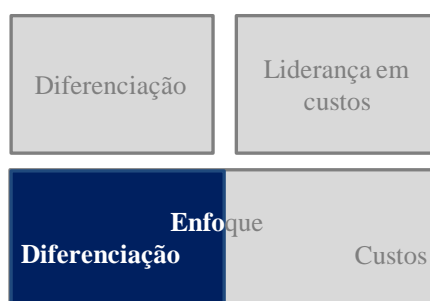 Diferenciação
Liderança em
custos
Enfoque
Diferenciação
Custos